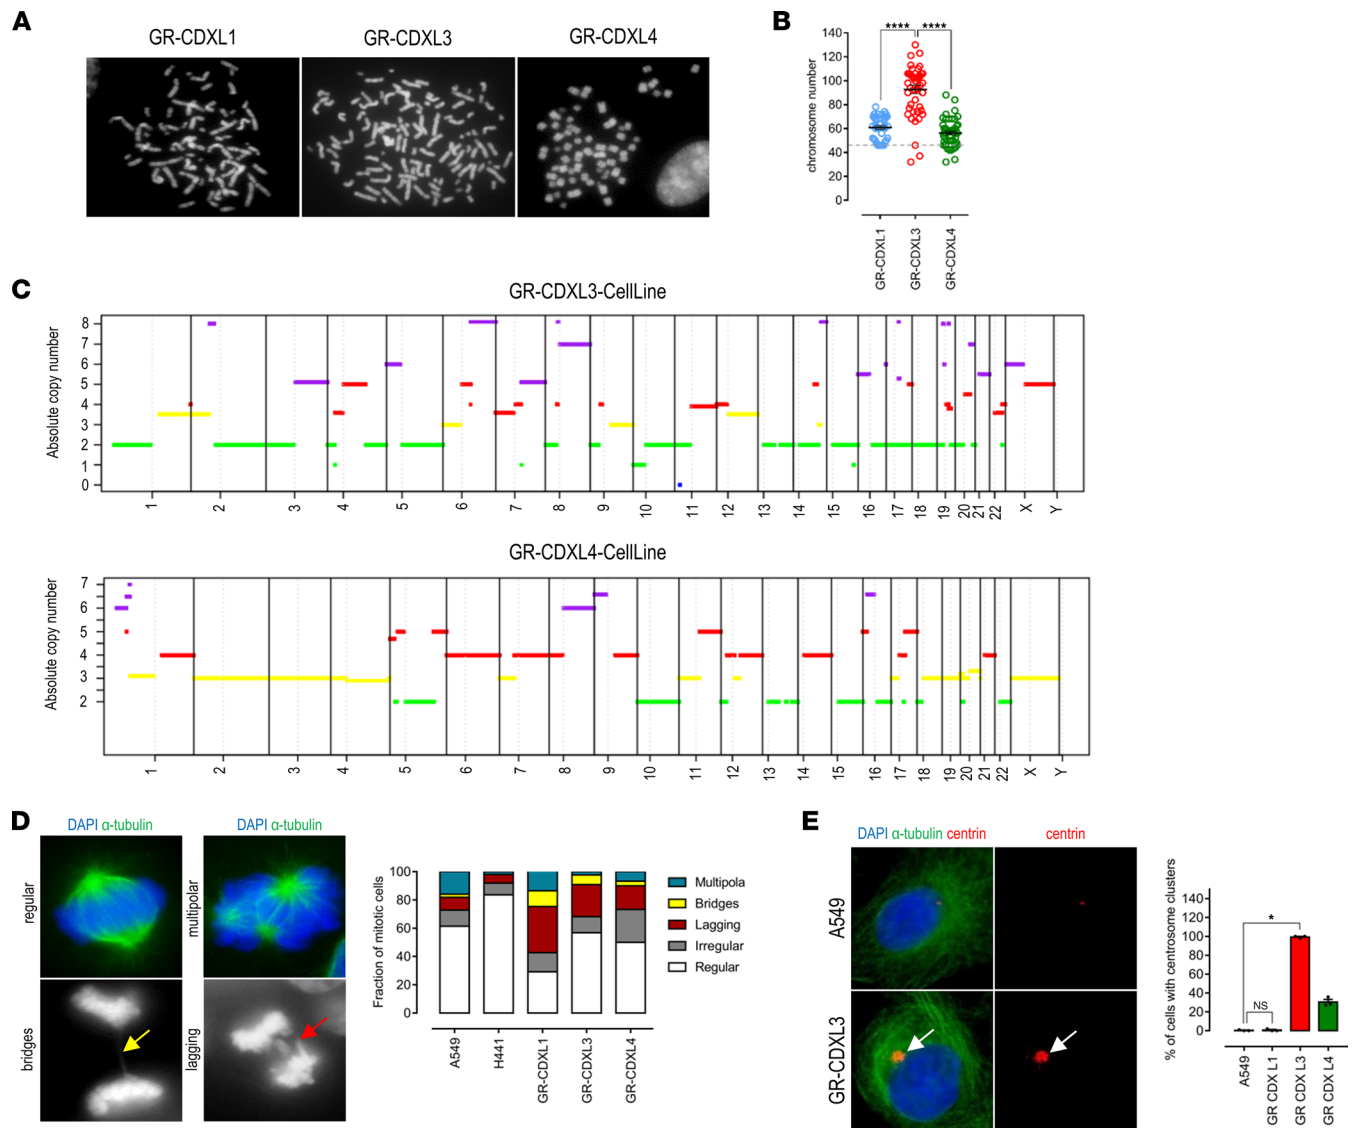 A
GR-CDXL1
GR-CDXL3
GR-CDXL4
B
**** ****
chromosome number
140
120
100
80
60
40
20
0
GR-CDXL1
GR-CDXL3
GR-CDXL4
C
GR-CDXL3-CellLine
Absolute copy number
8
7
6
5
4
3
2
1
0
1 2 3 4 5 6 7 8 9 10 11 12 13 14 15 16 17 18 19 20 21 22 X Y
GR-CDXL4-CellLine
Absolute copy number
7
6
5
4
3
2
1 2 3 4 5 6 7 8 9 10 11 12 13 14 15 16 17 18 19 20 21 22 X Y
D
DAPI α-tubulin
DAPI α-tubulin
regular
multipolar
bridges
lagging
Fraction of mitotic cells
100
80
60
40
20
0
A549
H441
GR-CDXL1
GR-CDXL3
GR-CDXL4
Multipola
Bridges
Lagging
Irregular
Regular
E
DAPI α-tubulin centrin
centrin
A549
GR-CDXL3
% of cells with centrosome clusters
140
120
100
80
60
40
20
0
*
NS
A549
GR CDX L1
GR CDX L3
GR CDX L4